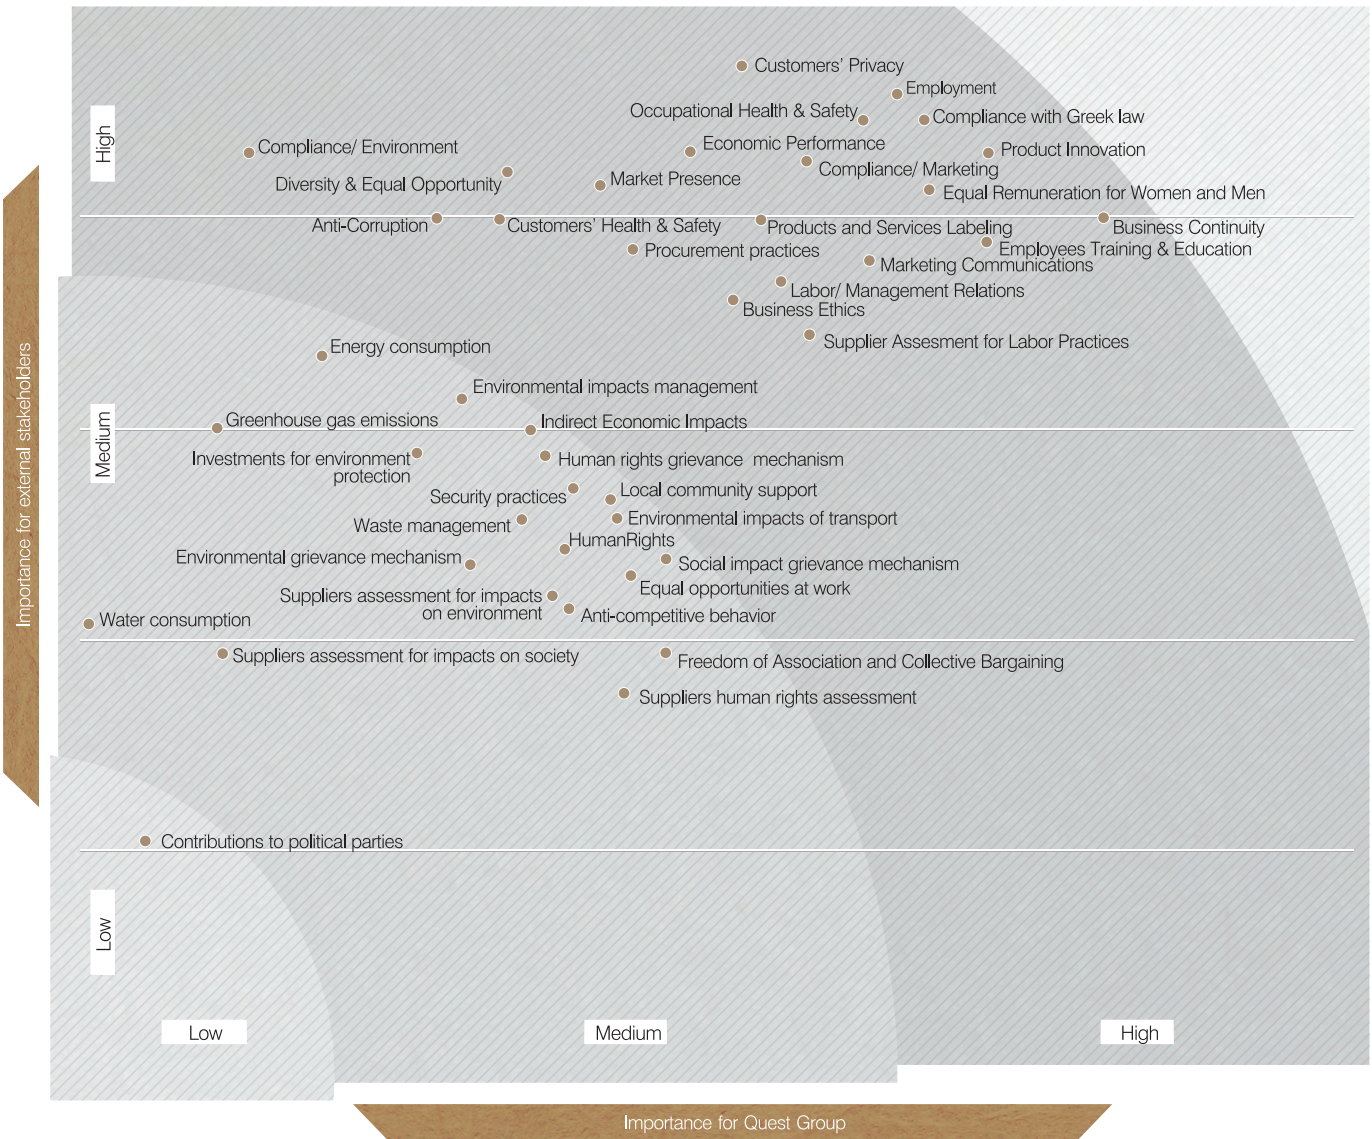 Customers' Privacy
Employment
Occupational Health & Safety
Compliance with Greek law
High
Economic Performance
Compliance/ Environment
Product Innovation
Compliance/ Marketing
Market Presence
Diversity & Equal Opportunity
Equal Remuneration for Women and Men
Anti-Corruption
Customers' Health & Safety
Products and Services Labeling
Business Continuity
Procurement practices
Employees Training & Education
Marketing Communications
Labor/ Management Relations
Business Ethics
Supplier Assesment for Labor Practices
Energy consumption
Environmental impacts management
Greenhouse gas emissions
Indirect Economic Impacts
Medium
Investments for environment
protection
Human rights grievance mechanism
Importance for external stakeholders
Security practices
Local community support
Waste management
Environmental impacts of transport
HumanRights
Environmental grievance mechanism
Social impact grievance mechanism
Equal opportunities at work
Suppliers assessment for impacts
on environment
Anti-competitive behavior
Water consumption
Suppliers assessment for impacts on society
Freedom of Association and Collective Bargaining
Suppliers human rights assessment
Contributions to political parties
Low
Low
Medium
High
Importance for Quest Group